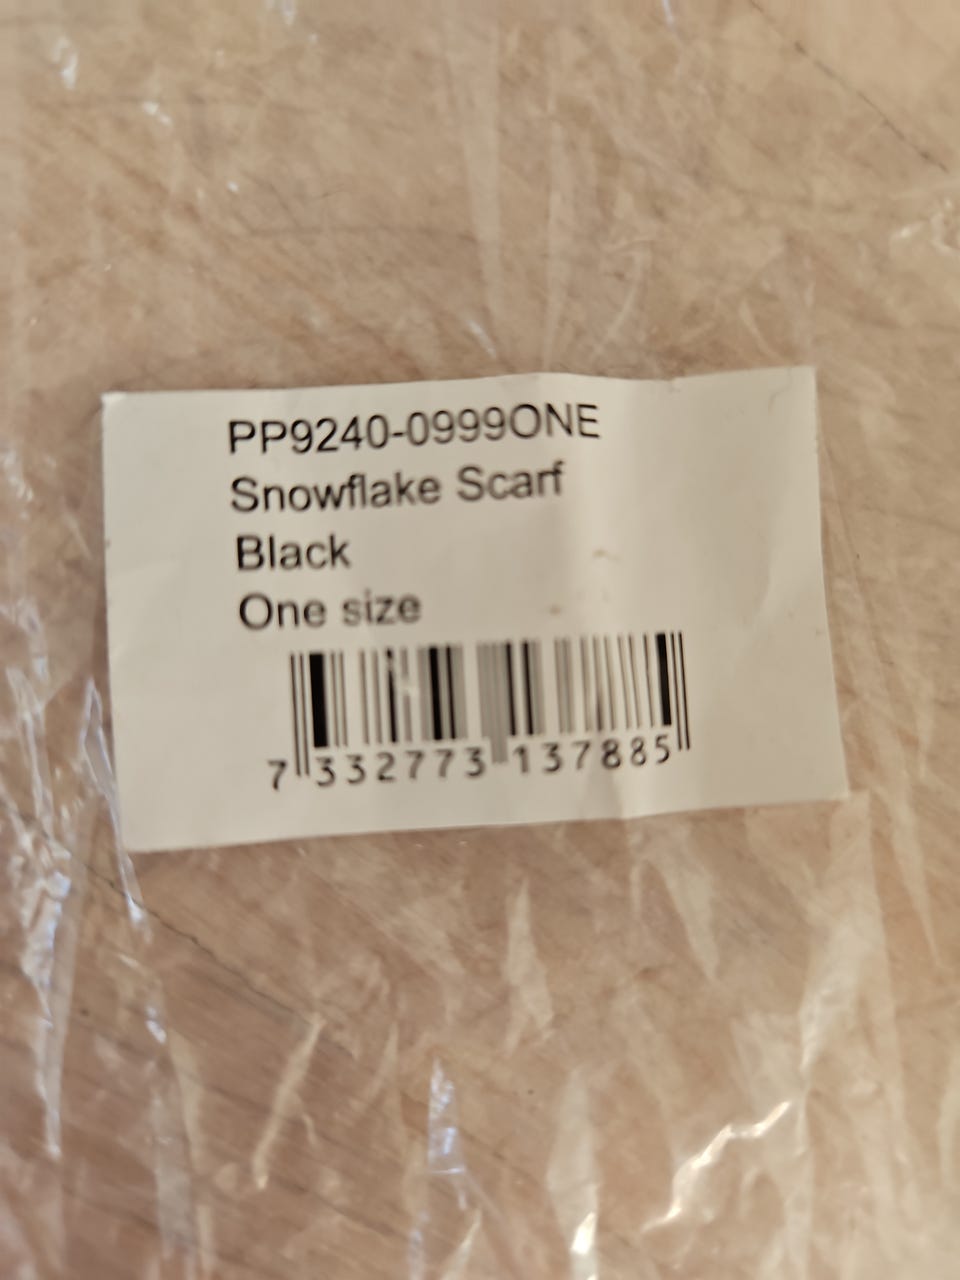 PP9240-0999ONE
Snowflake Scarf
Black
One size
7 332773 137885